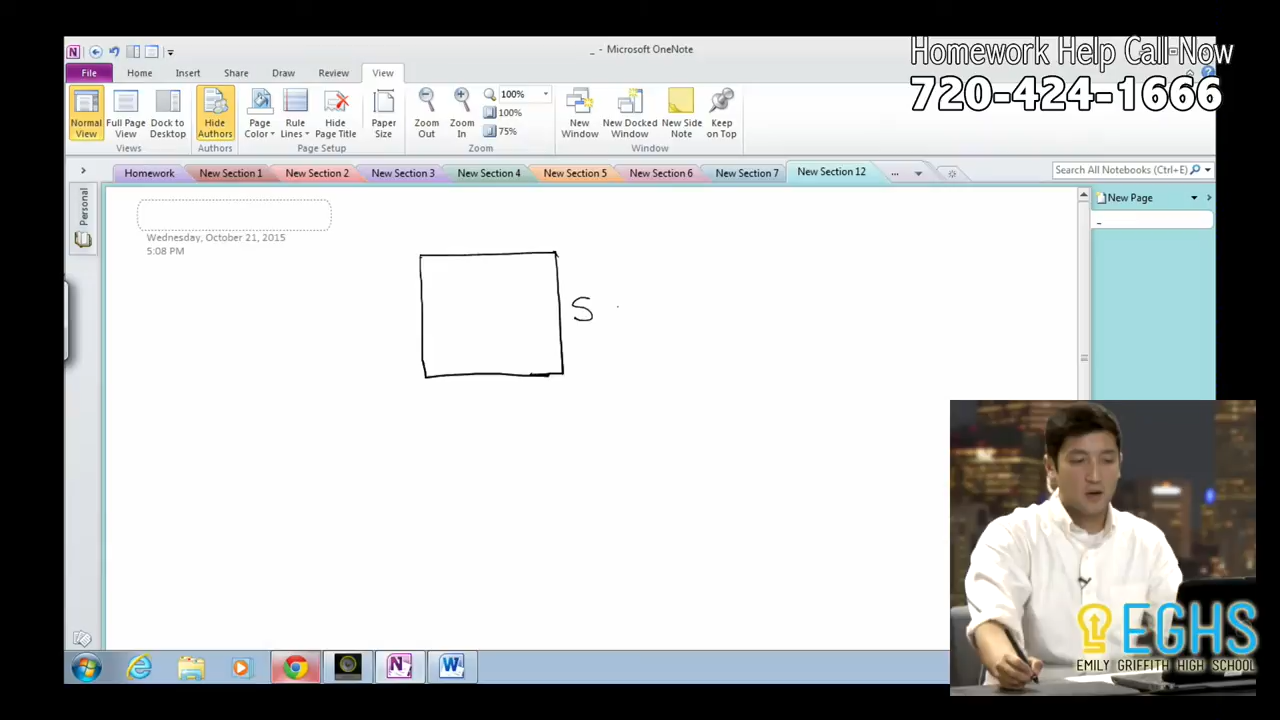 _ - Microsoft OneNote
Homework Help Call-Now
720-424-1666
File Home Insert Share Draw Review View
Normal View
Full Page View
Dock to Desktop
Hide Authors
Page Color
Rule Lines
Hide Page Title
Paper Size
Zoom Out
Zoom In
100%
100%
75%
New Window
New Docked Window
New Side Note
Keep on Top
Views Authors Page Setup Zoom Window
Homework New Section 1 New Section 2 New Section 3 New Section 4 New Section 5 New Section 6 New Section 7 New Section 12 ...
Search All Notebooks (Ctrl+E)
Personal
New Page
_
Wednesday, October 21, 2015
5:08 PM
S
EGHS
EMILY GRIFFITH HIGH SCHOOL